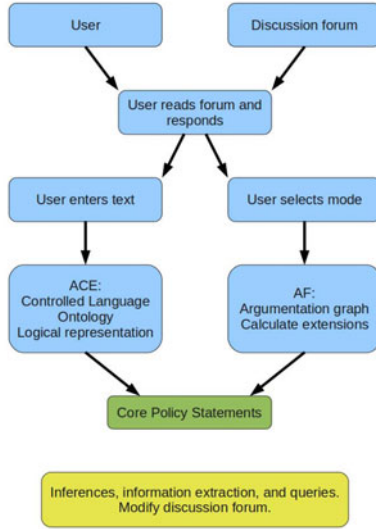 User
Discussion forum
User reads forum and
responds
User enters text
User selects mode
ACE:
Controlled Language
Ontology
Logical representation
AF:
Argumentation graph
Calculate extensions
Core Policy Statements
Inferences, information extraction, and queries.
Modify discussion forum.